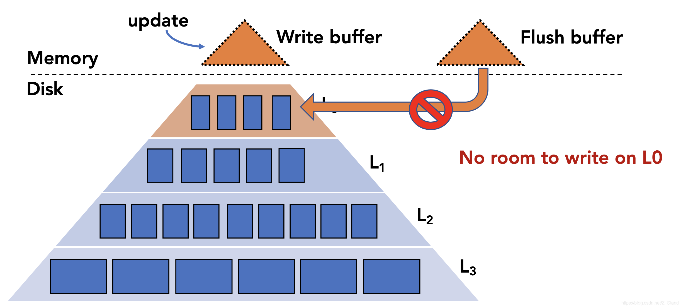 update
Write buffer
Flush buffer
Memory
Disk
No room to write on L0
L1
L2
L3